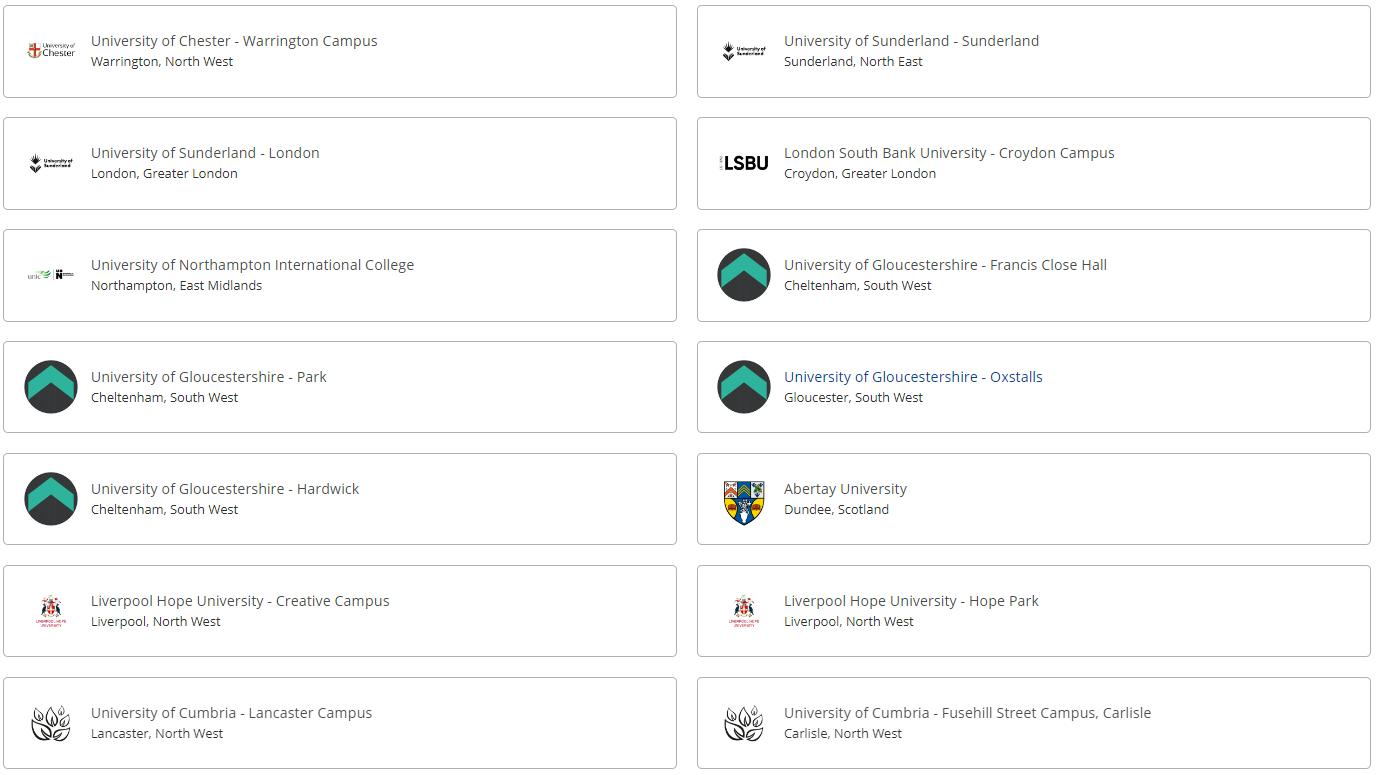 University of Chester
University of Chester - Warrington Campus
Warrington, North West
University of Sunderland
University of Sunderland - Sunderland
Sunderland, North East
University of Sunderland
University of Sunderland - London
London, Greater London
LSBU
London South Bank University - Croydon Campus
Croydon, Greater London
University of Northampton International College
Northampton, East Midlands
University of Gloucestershire - Francis Close Hall
Cheltenham, South West
University of Gloucestershire - Park
Cheltenham, South West
University of Gloucestershire - Oxstalls
Gloucester, South West
University of Gloucestershire - Hardwick
Cheltenham, South West
Abertay University
Dundee, Scotland
LIVERPOOL HOPE
UNIVERSITY
Liverpool Hope University - Creative Campus
Liverpool, North West
LIVERPOOL HOPE
UNIVERSITY
Liverpool Hope University - Hope Park
Liverpool, North West
University of Cumbria - Lancaster Campus
Lancaster, North West
University of Cumbria - Fusehill Street Campus, Carlisle
Carlisle, North West